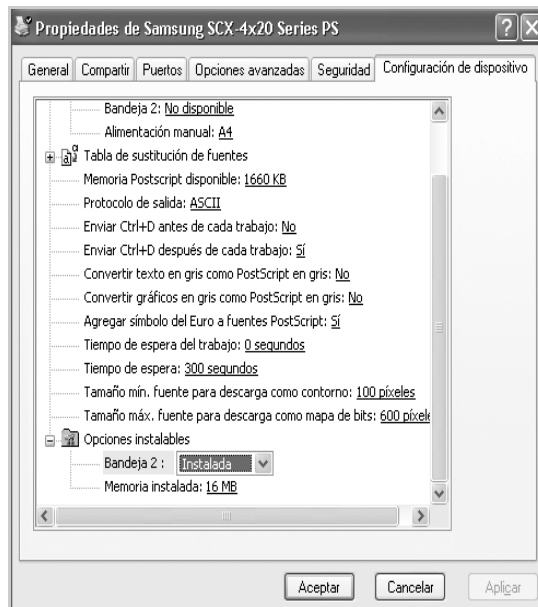 Propiedades de Samsung SCX-4x20 Series PS
General Compartir Puertos Opciones avanzadas Seguridad Configuración de dispositivo
Bandeja 2: No disponible
Alimentación manual: A4
Tabla de sustitución de fuentes
Memoria Postscript disponible: 1660 KB
Protocolo de salida: ASCII
Enviar Ctrl+D antes de cada trabajo: No
Enviar Ctrl+D después de cada trabajo: Sí
Convertir texto en gris como PostScript en gris: No
Convertir gráficos en gris como PostScript en gris: No
Agregar símbolo del Euro a fuentes PostScript: Sí
Tiempo de espera del trabajo: 0 segundos
Tiempo de espera: 300 segundos
Tamaño mín. fuente para descarga como contorno: 100 píxeles
Tamaño máx. fuente para descarga como mapa de bits: 600 píxele
Opciones instalables
Bandeja 2 : Instalada
Memoria instalada: 16 MB
Aceptar Cancelar Aplicar